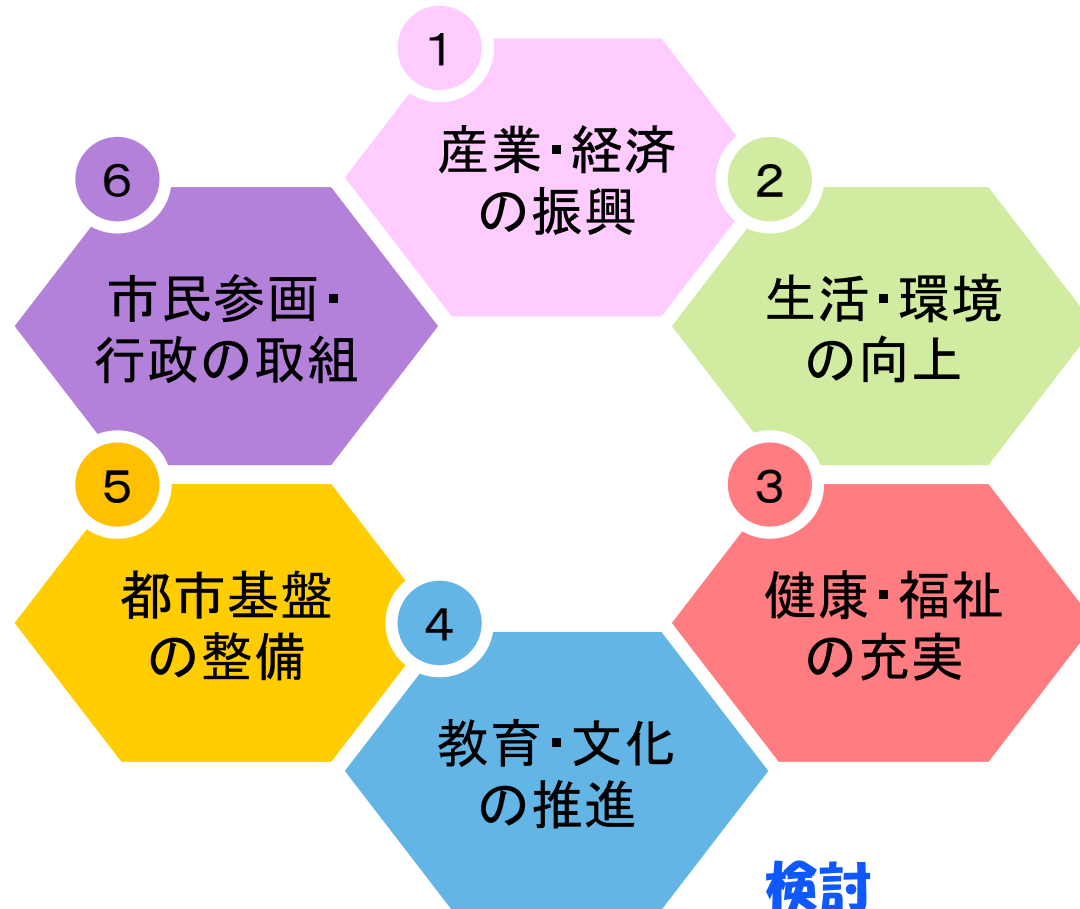 1
産業・経済
の振興
2
生活・環境
の向上
3
健康・福祉
の充実
4
教育・文化
の推進
5
都市基盤
の整備
6
市民参画・
行政の取組
検討